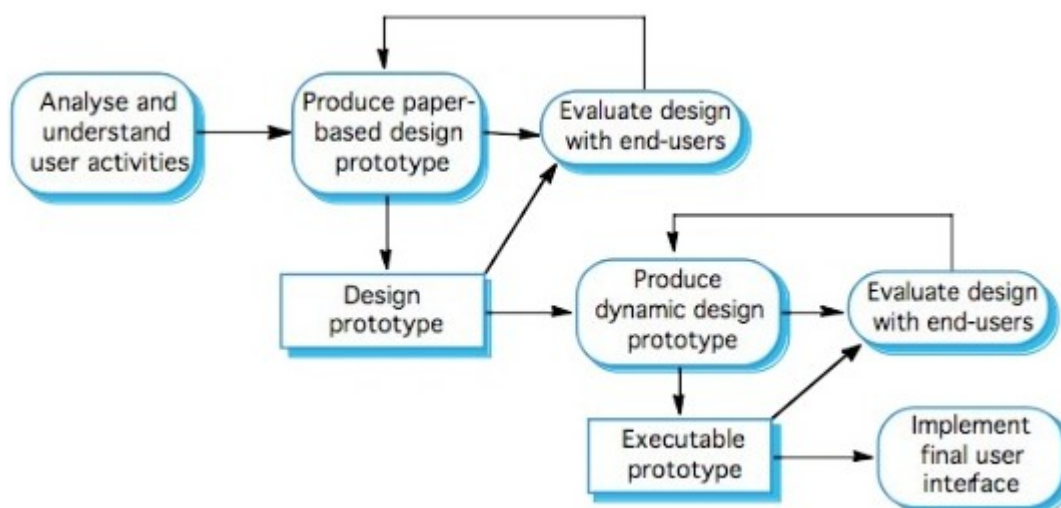 Analyse and
understand
user activities
Produce paper-
based design
prototype
Evaluate design
with end-users
Design
prototype
Produce
dynamic design
prototype
Evaluate design
with end-users
Executable
prototype
Implement
final user
interface